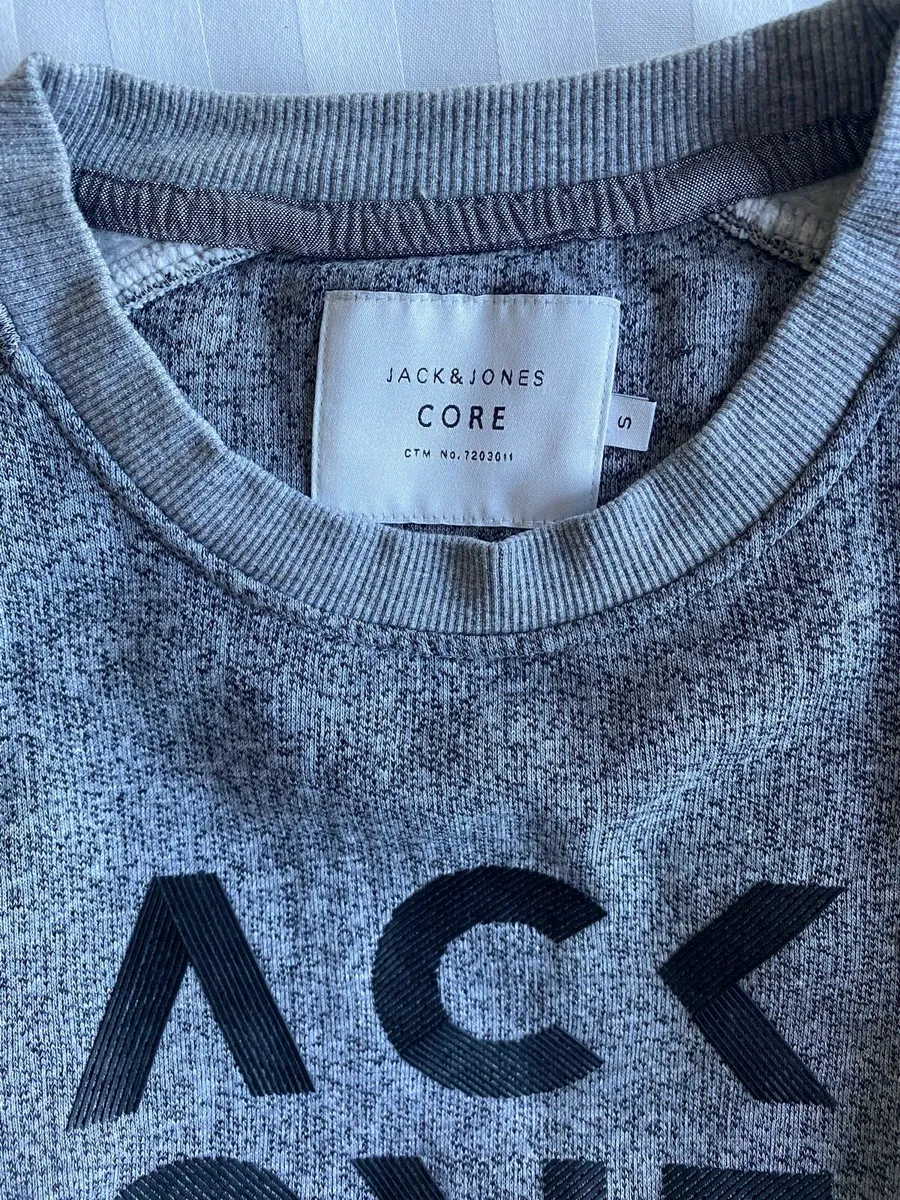 JACK&JONES
CORE
CTM No. 7203011
S
ACK